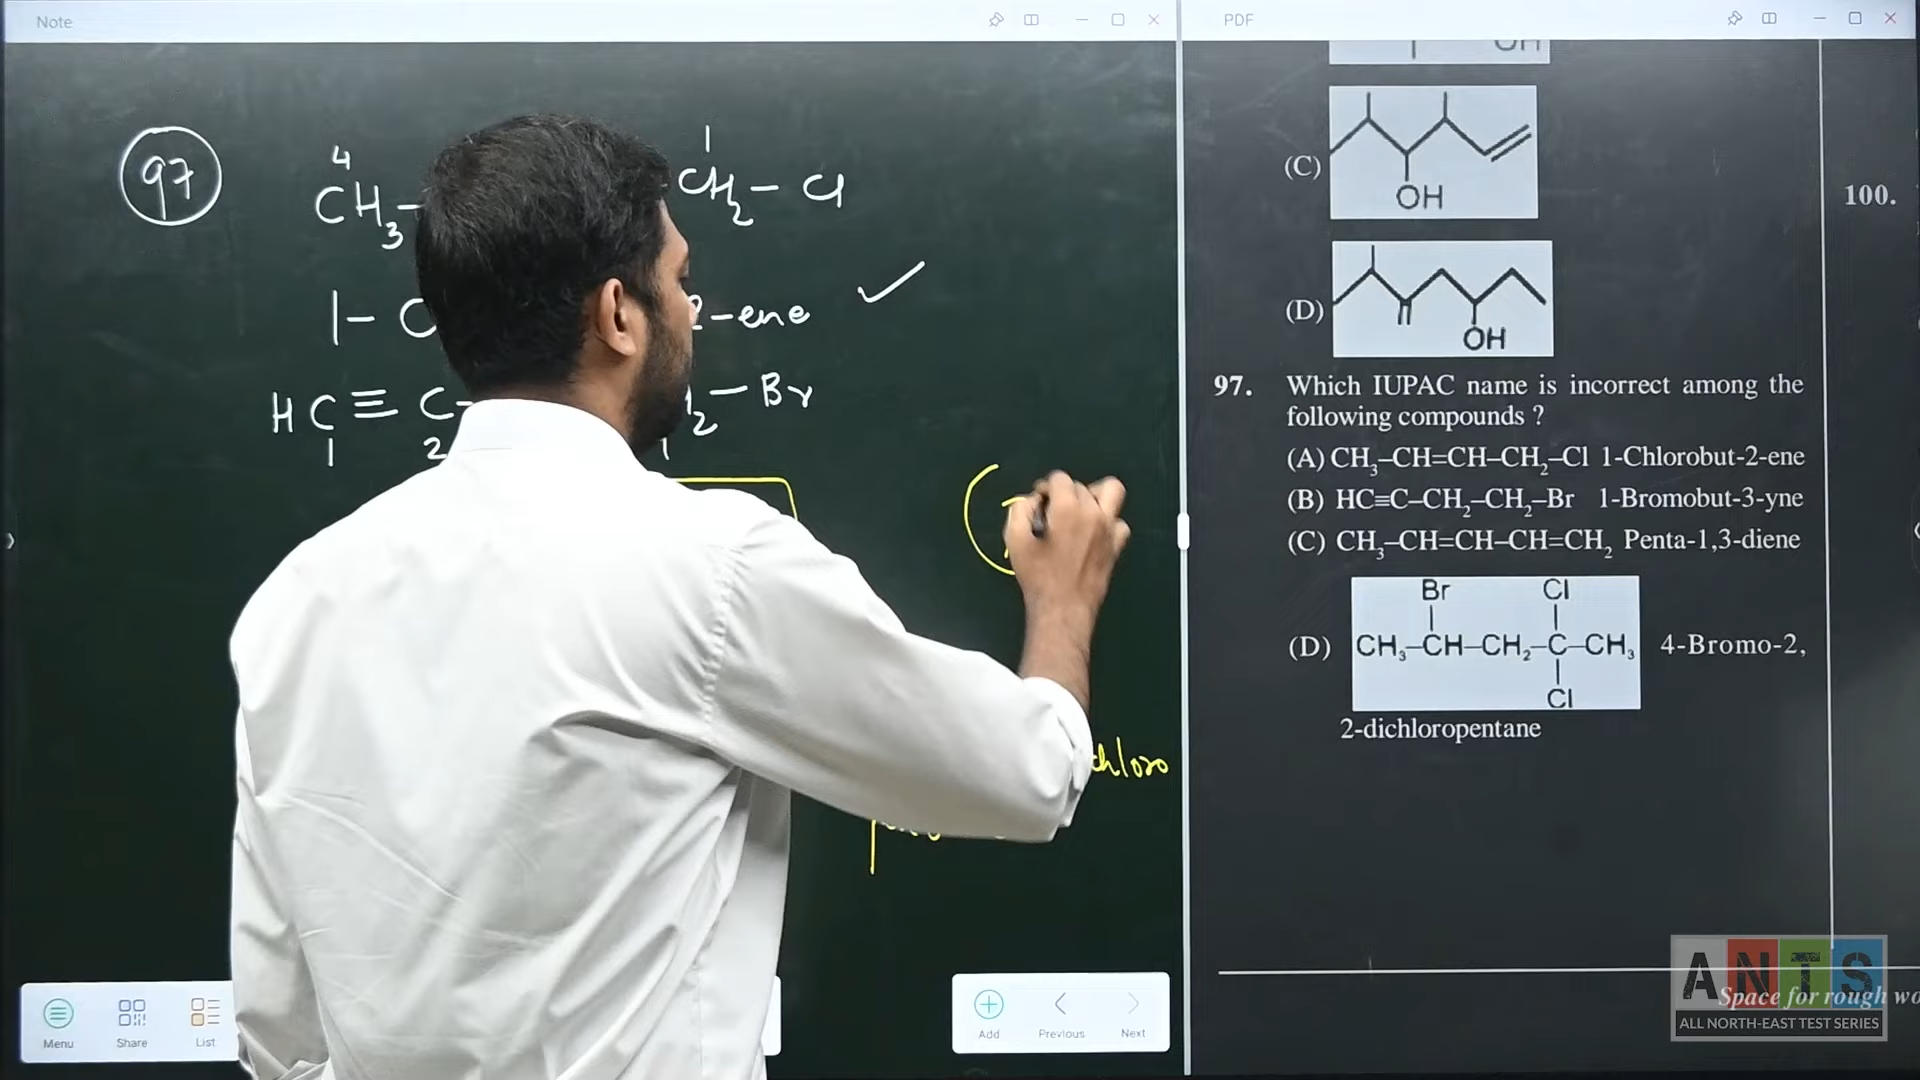 Note
PDF
97
4
CH3-
1
CH2 - Cl
1 - C
2-ene ✓
HC ≡ C-
2 - Br
1
2
1
chloro
Menu
Share
List
Add
Previous
Next
OH
(C)
OH
(D)
OH
97. Which IUPAC name is incorrect among the
following compounds ?
(A) CH3–CH=CH–CH2–Cl 1-Chlorobut-2-ene
(B) HC≡C–CH2–CH2–Br 1-Bromobut-3-yne
(C) CH3–CH=CH–CH=CH2 Penta-1,3-diene
Br Cl
(D) CH3–CH–CH2–C–CH3 4-Bromo-2,
Cl
2-dichloropentane
100.
ANTS
Space for rough wo
ALL NORTH-EAST TEST SERIES